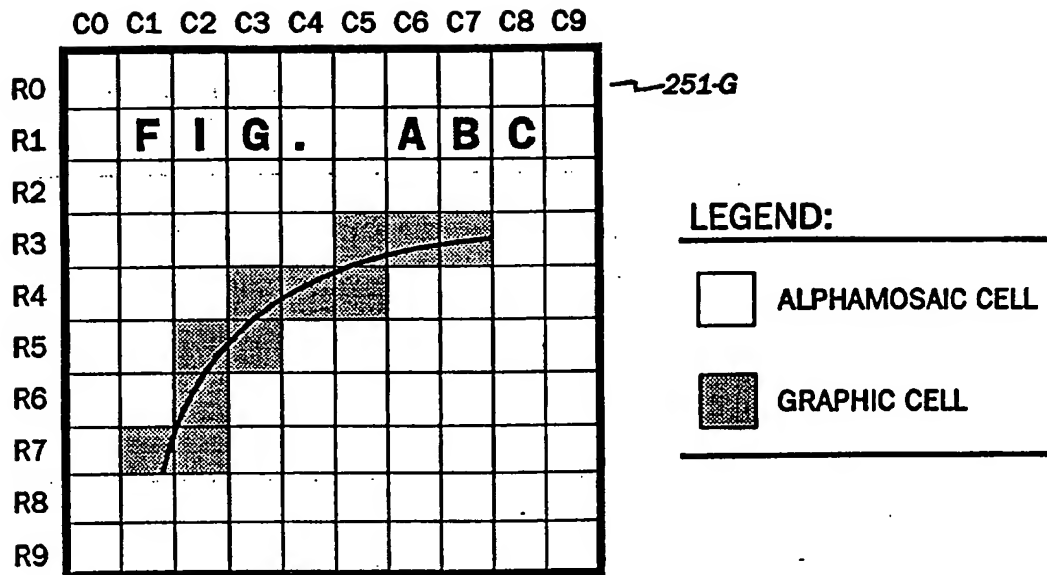 C0 C1 C2 C3 C4 C5 C6 C7 C8 C9
R0
251-G
R1 F I G . A B C
R2
R3
R4
R5
R6
R7
R8
R9
LEGEND:
ALPHAMOSAIC CELL
GRAPHIC CELL